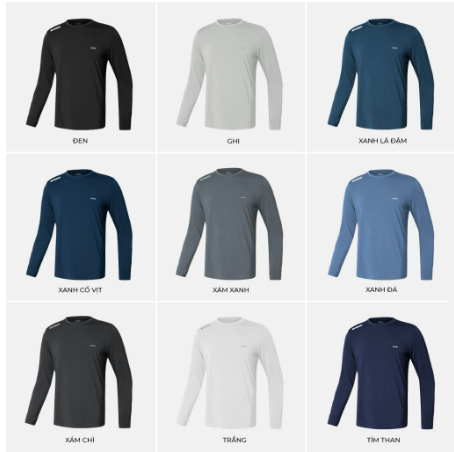 ĐEN
GHI
XANH LÁ ĐẬM
XANH CỔ VỊT
XÁM XANH
XANH ĐÁ
XÁM CHÌ
TRẮNG
TÍM THAN